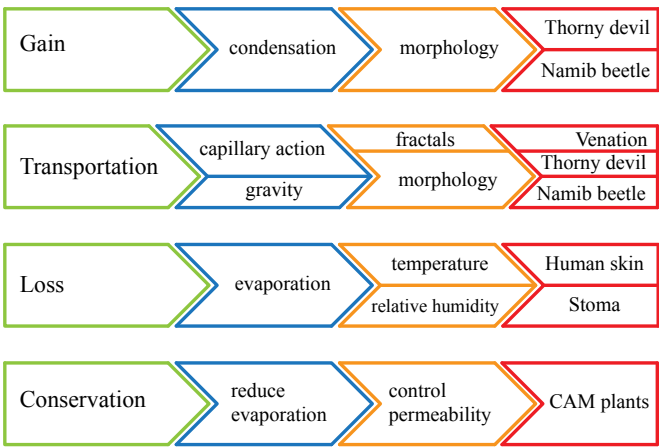 Gain
condensation
morphology
Thorny devil
Namib beetle
Transportation
capillary action
gravity
fractals
morphology
Venation
Thorny devil
Namib beetle
Loss
evaporation
temperature
relative humidity
Human skin
Stoma
Conservation
reduce
evaporation
control
permeability
CAM plants